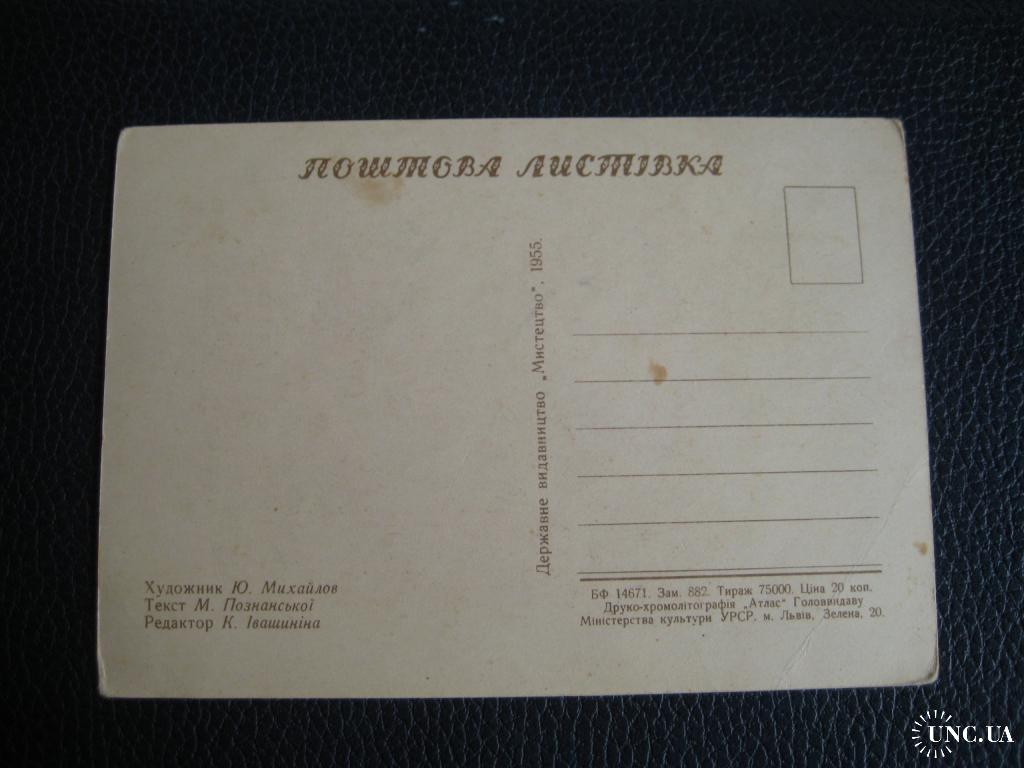 ПОШТОВА ЛИСТІВКА
Державне видавництво „Мистецтво", 1955.
Художник Ю. Михайлов
Текст М. Познанської
Редактор К. Івашиніна
БФ 14671. Зам. 882. Тираж 75000. Ціна 20 коп.
Друко-хромолітографія „Атлас" Головвидаву
Міністерства культури УРСР. м. Львів, Зелена, 20.
UNC.UA